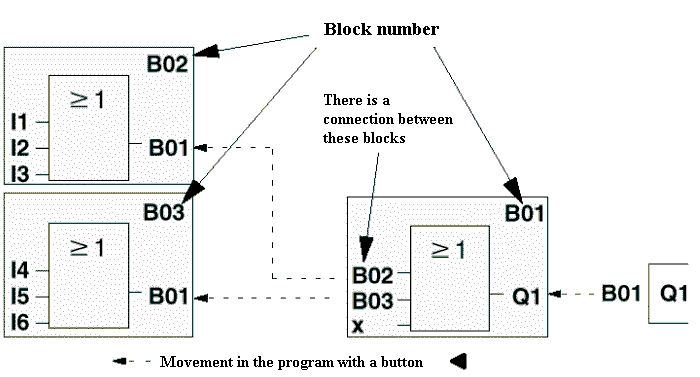 Block number
B02
≥ 1
I1
I2
I3
B01
There is a
connection between
these blocks
B03
≥ 1
I4
I5
I6
B01
B01
≥ 1
B02
B03
x
Q1
B01
Q1
Movement in the program with a button